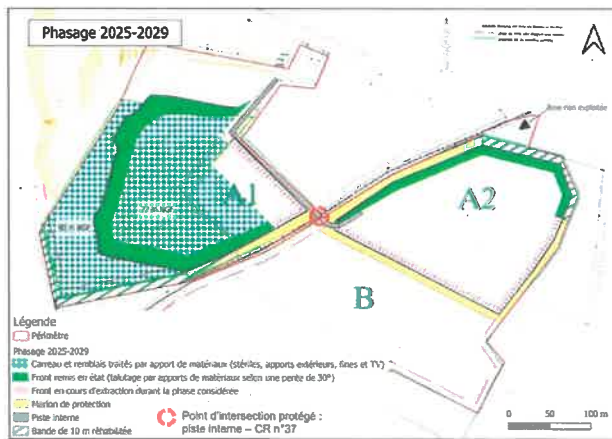 Phasage 2025-2029
Zone non exploitée
A1
A2
77 m NGF
B
Légende
Périmètre
Phasage 2025-2029
Carreau et remblais traités par apport de matériaux (stériles, apports extérieurs, fines et TV)
Front remis en état (talutage par apports de matériaux selon une pente de 30°)
Front en cours d'extraction durant la phase considérée
Merlon de protection
Piste interne
Bande de 10 m réhabilitée
Point d'intersection protégé :
piste interne – CR n°37
0 50 100 m